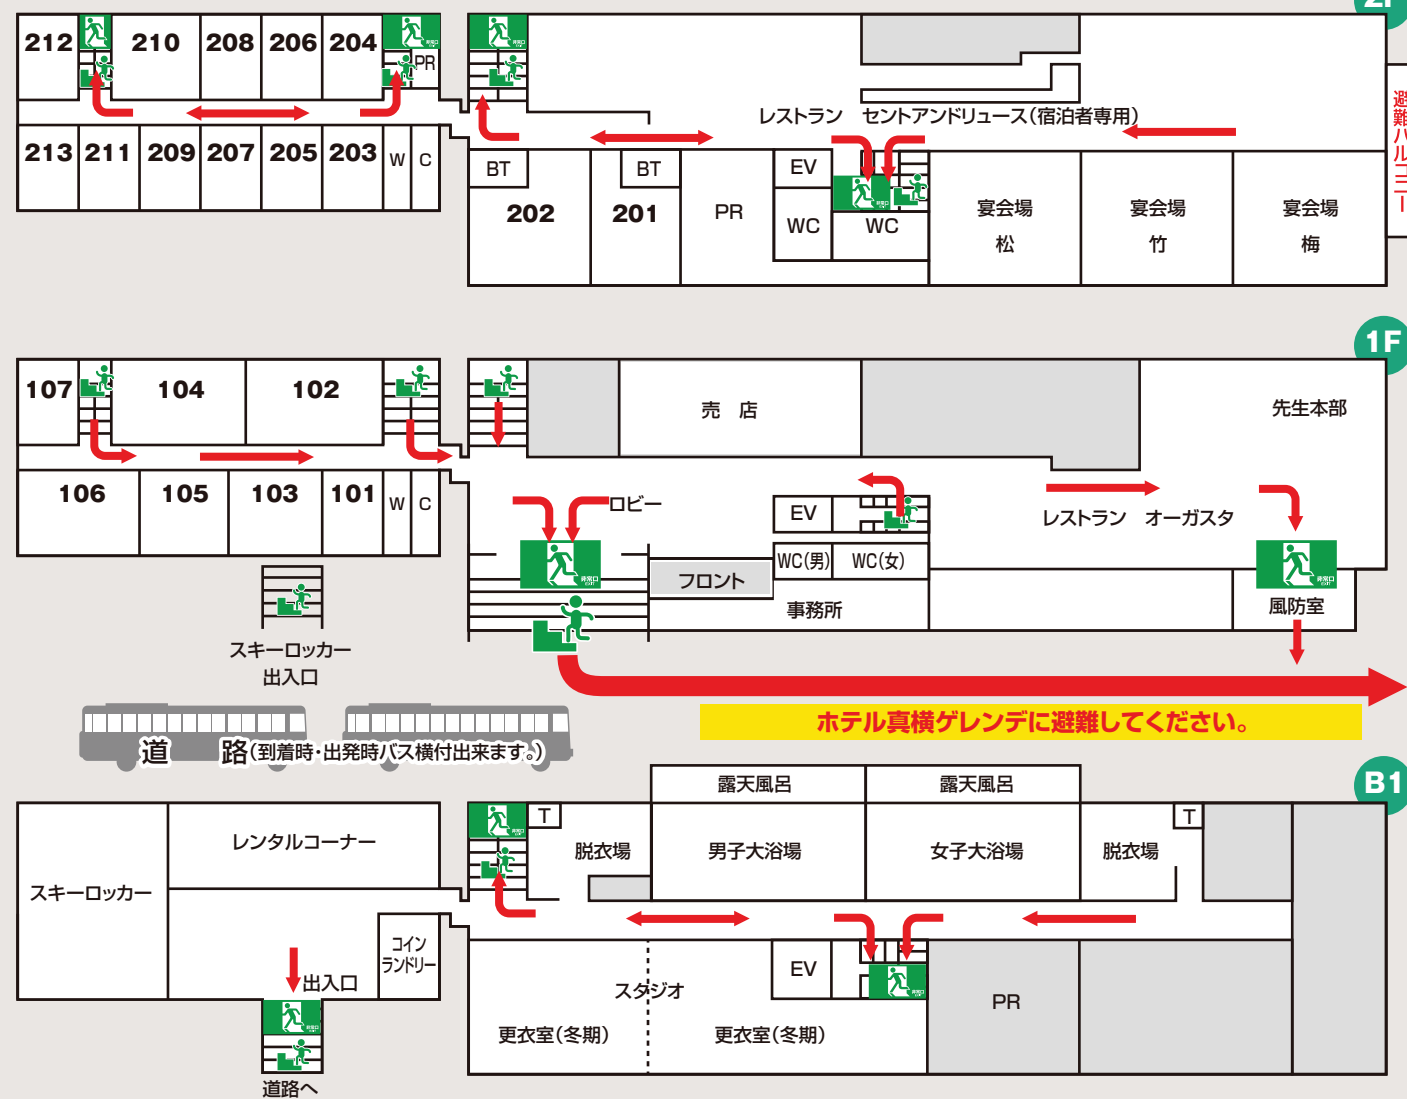 2F
212
210
208
206
204
PR
213
211
209
207
205
203
W
C
BT
202
BT
201
PR
EV
WC
WC
レストラン セントアンドリュース(宿泊者専用)
宴会場
松
宴会場
竹
宴会場
梅
避難バルコニー
1F
107
104
102
106
105
103
101
W
C
売 店
先生本部
ロビー
EV
WC(男)
WC(女)
フロント
事務所
レストラン オーガスタ
風防室
スキーロッカー
出入口
ホテル真横ゲレンデに避難してください。
道 路(到着時・出発時バス横付出来ます。)
B1
スキーロッカー
レンタルコーナー
コイン
ランドリー
出入口
道路へ
T
脱衣場
露天風呂
男子大浴場
露天風呂
女子大浴場
脱衣場
T
スタジオ
更衣室(冬期)
更衣室(冬期)
EV
PR